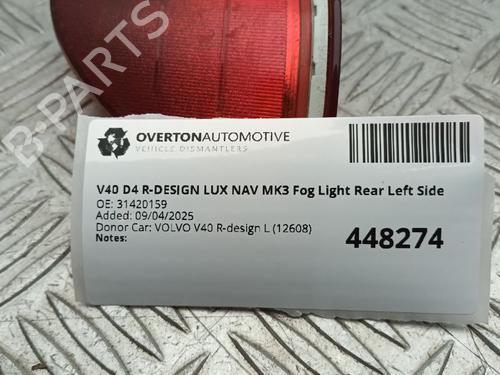 B-PARTS
OVERTONAUTOMOTIVE
VEHICLE DISMANTLERS
V40 D4 R-DESIGN LUX NAV MK3 Fog Light Rear Left Side
OE: 31420159
Added: 09/04/2025
Donor Car: VOLVO V40 R-design L (12608)
Notes:
448274